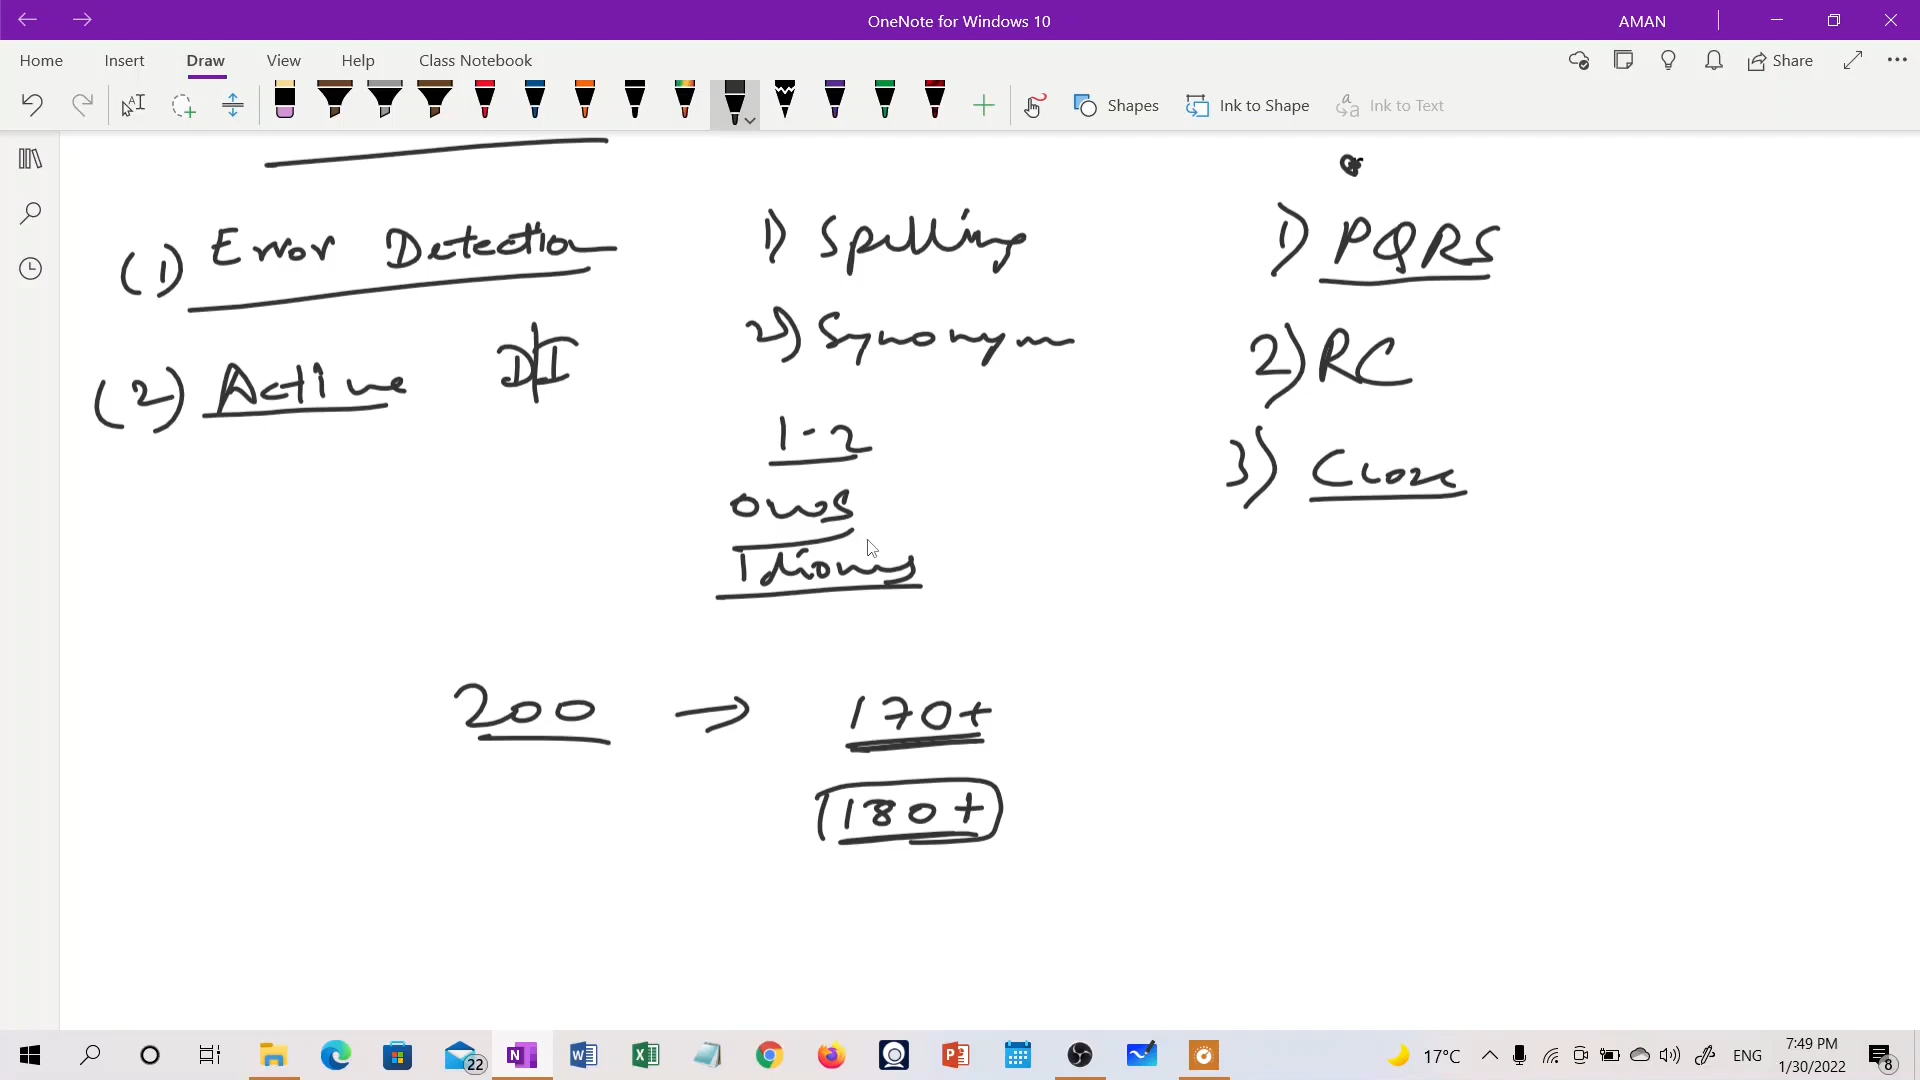 OneNote for Windows 10
AMAN
Home Insert Draw View Help Class Notebook
Share
Shapes Ink to Shape Ink to Text
(1) Error Detection
(2) Active D/I
1) Spelling
2) Synonym
1-2
OWS
Idioms
1) PQRS
2) RC
3) Cloze
200 → 170+
180+
22
17°C
ENG
7:49 PM
1/30/2022
8